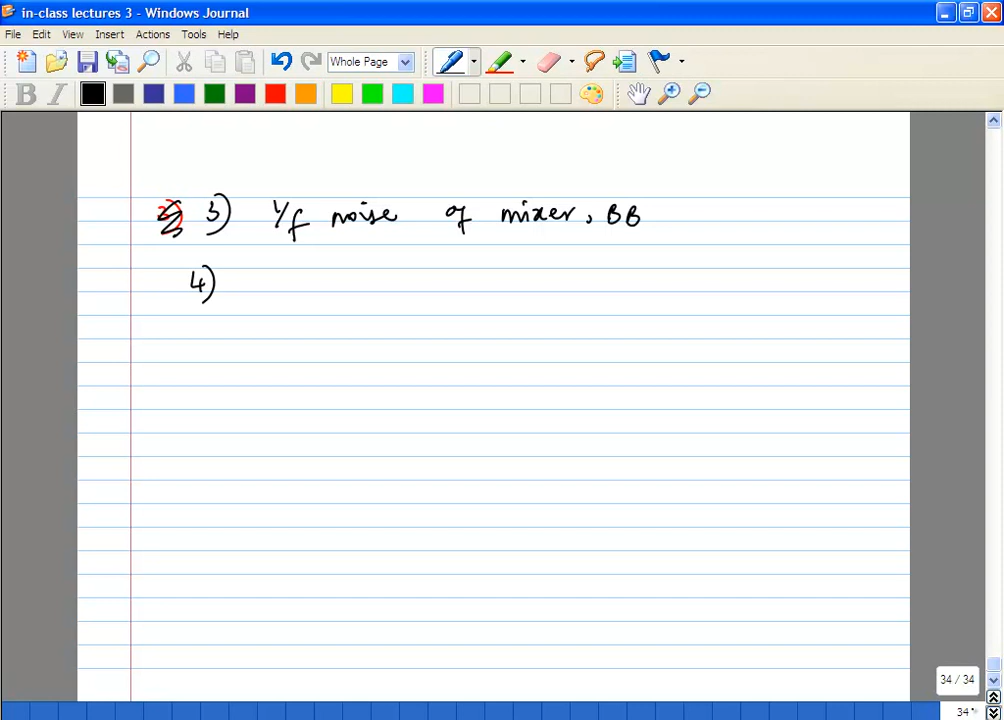 in-class lectures 3 - Windows Journal
File Edit View Insert Actions Tools Help
Whole Page
B I
3) 1/f noise of mixer, BB
4)
34 / 34
34*